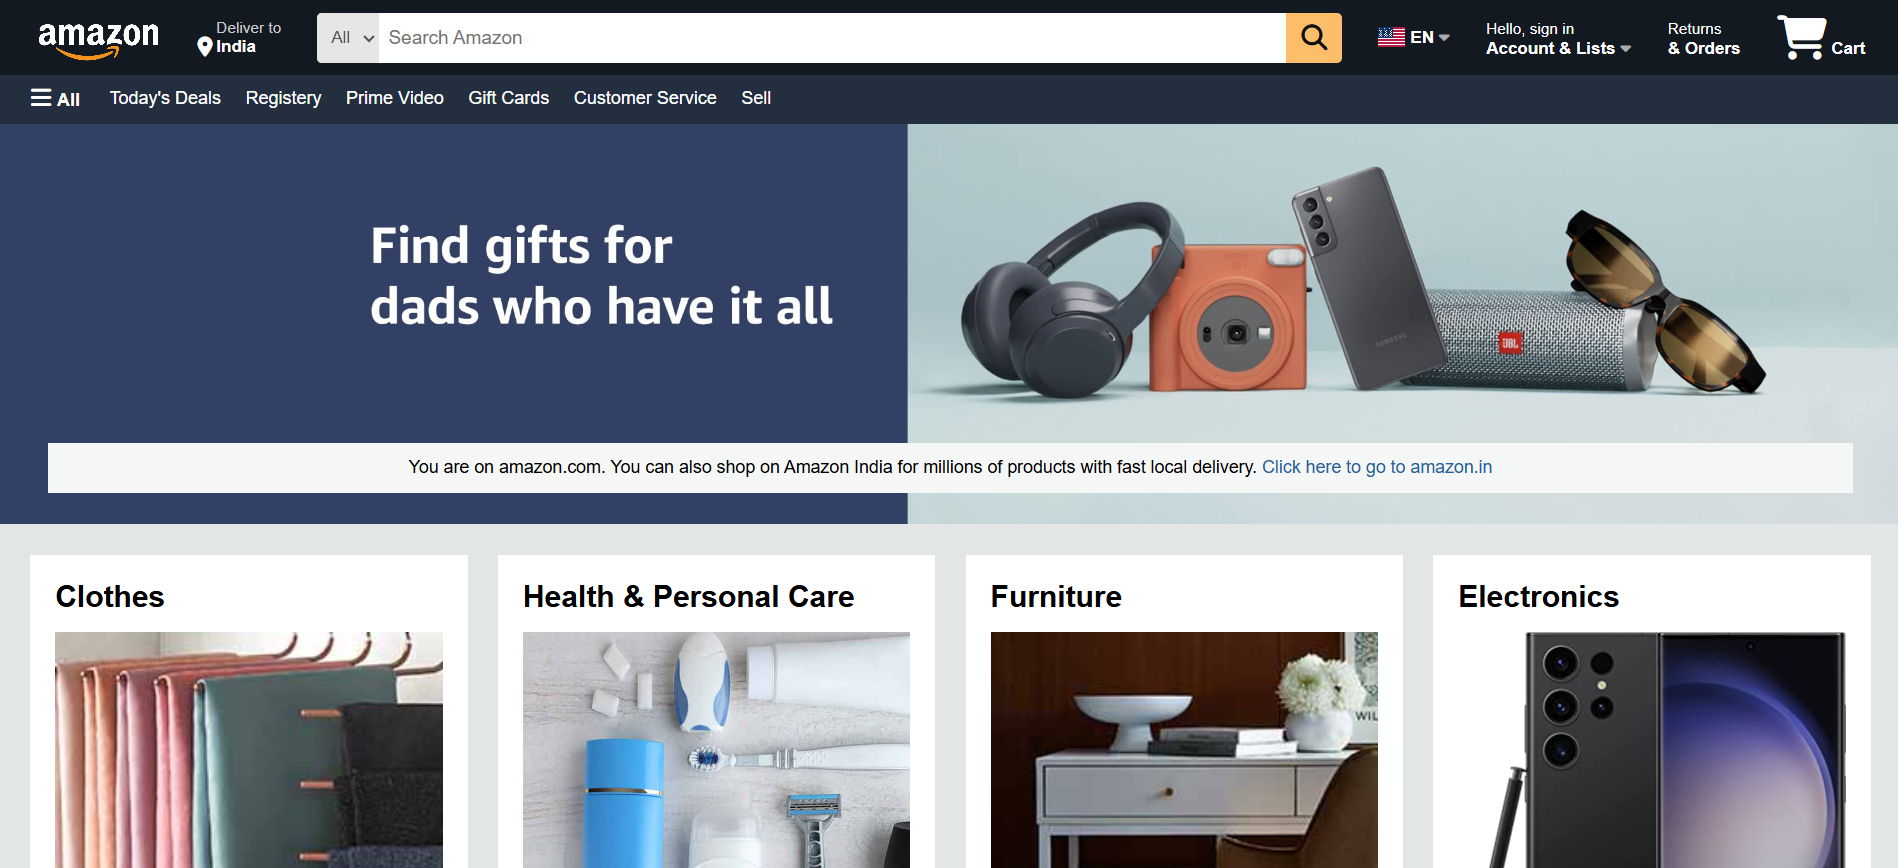 amazon
Deliver to
India
All
Search Amazon
EN
Hello, sign in
Account & Lists
Returns
& Orders
Cart
All
Today's Deals
Registery
Prime Video
Gift Cards
Customer Service
Sell
Find gifts for
dads who have it all
SAMSUNG
JBL
You are on amazon.com. You can also shop on Amazon India for millions of products with fast local delivery. Click here to go to amazon.in
Clothes
Health & Personal Care
Furniture
Electronics
WIL